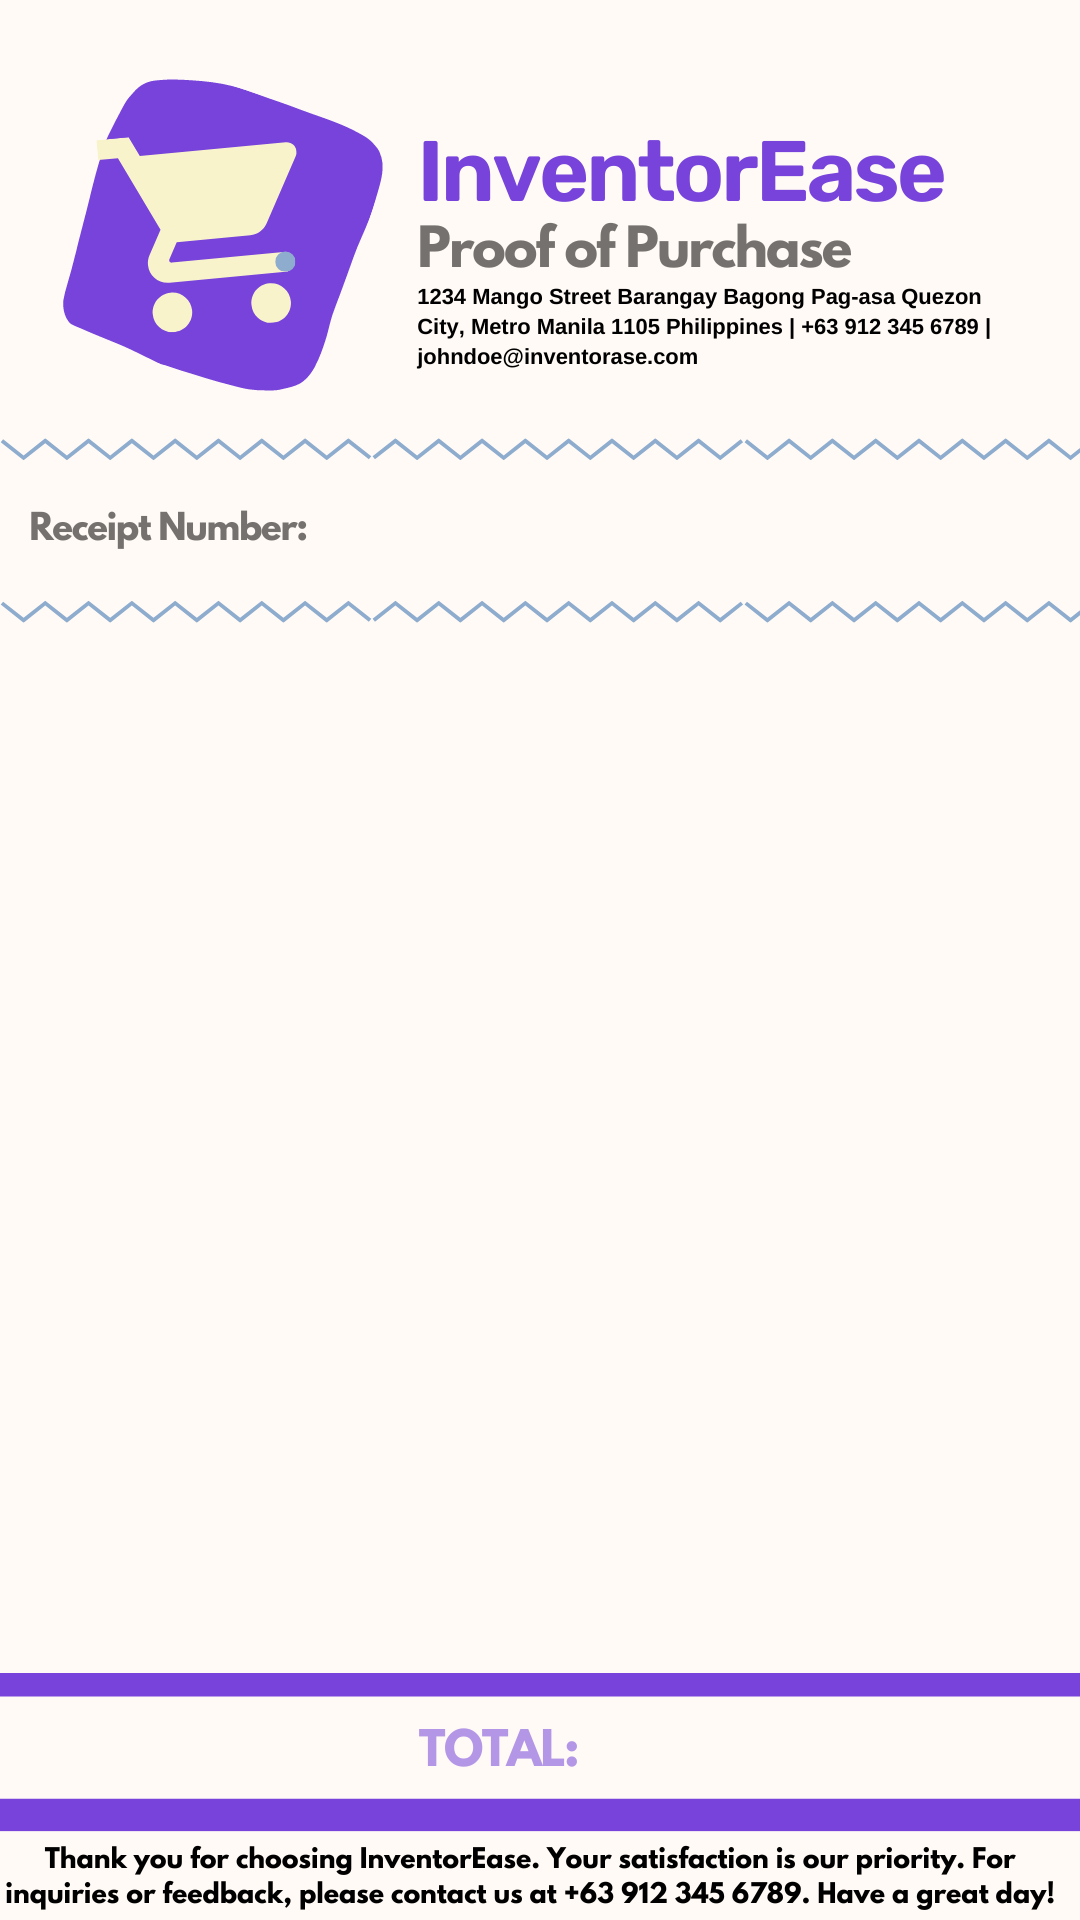 InventorEase
Proof of Purchase
1234 Mango Street Barangay Bagong Pag-asa Quezon
City, Metro Manila 1105 Philippines | +63 912 345 6789 |
johndoe@inventorase.com
Receipt Number:
TOTAL:
Thank you for choosing InventorEase. Your satisfaction is our priority. For
inquiries or feedback, please contact us at +63 912 345 6789. Have a great day!